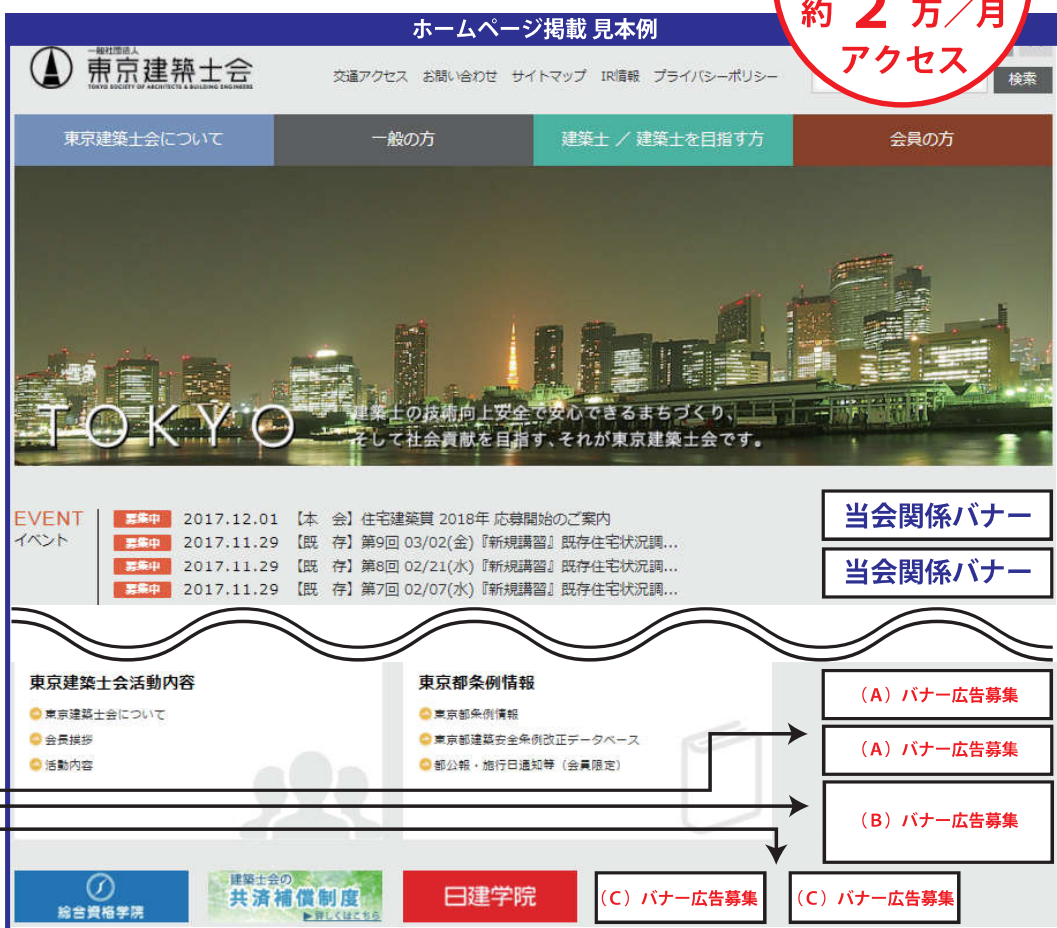 約 2 万／月
アクセス
ホームページ掲載 見本例
一般社団法人
東京建築士会
TOKYO SOCIETY OF ARCHITECTS & BUILDING ENGINEERS
交通アクセス お問い合わせ サイトマップ IR情報 プライバシーポリシー
検索
東京建築士会について
一般の方
建築士 ／ 建築士を目指す方
会員の方
TOKYO
建築士の技術向上安全で安心できるまちづくり、
そして社会貢献を目指す、それが東京建築士会です。
EVENT
イベント
募集中 2017.12.01 【本 会】住宅建築賞 2018年 応募開始のご案内
募集中 2017.11.29 【既 存】第9回 03/02(金)『新規講習』既存住宅状況調...
募集中 2017.11.29 【既 存】第8回 02/21(水)『新規講習』既存住宅状況調...
募集中 2017.11.29 【既 存】第7回 02/07(水)『新規講習』既存住宅状況調...
当会関係バナー
当会関係バナー
東京建築士会活動内容
東京建築士会について
会長挨拶
活動内容
東京都条例情報
東京都条例情報
東京都建築安全条例改正データベース
都公報・施行日通知等（会員限定）
（A）バナー広告募集
（A）バナー広告募集
（B）バナー広告募集
総合資格学院
建築士会の
共済補償制度
▶詳しくはこちら
日建学院
（C）バナー広告募集
（C）バナー広告募集